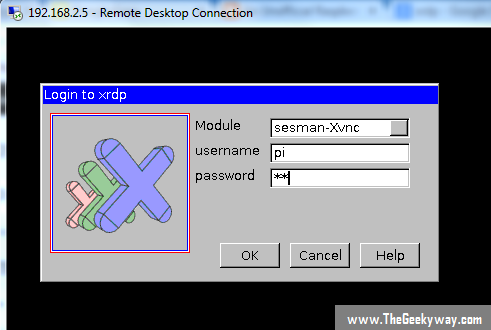 192.168.2.5 - Remote Desktop Connection
Login to xrdp
Module
sesman-Xvnc
username
pi
password
**
OK
Cancel
Help
www.TheGeekyway.com